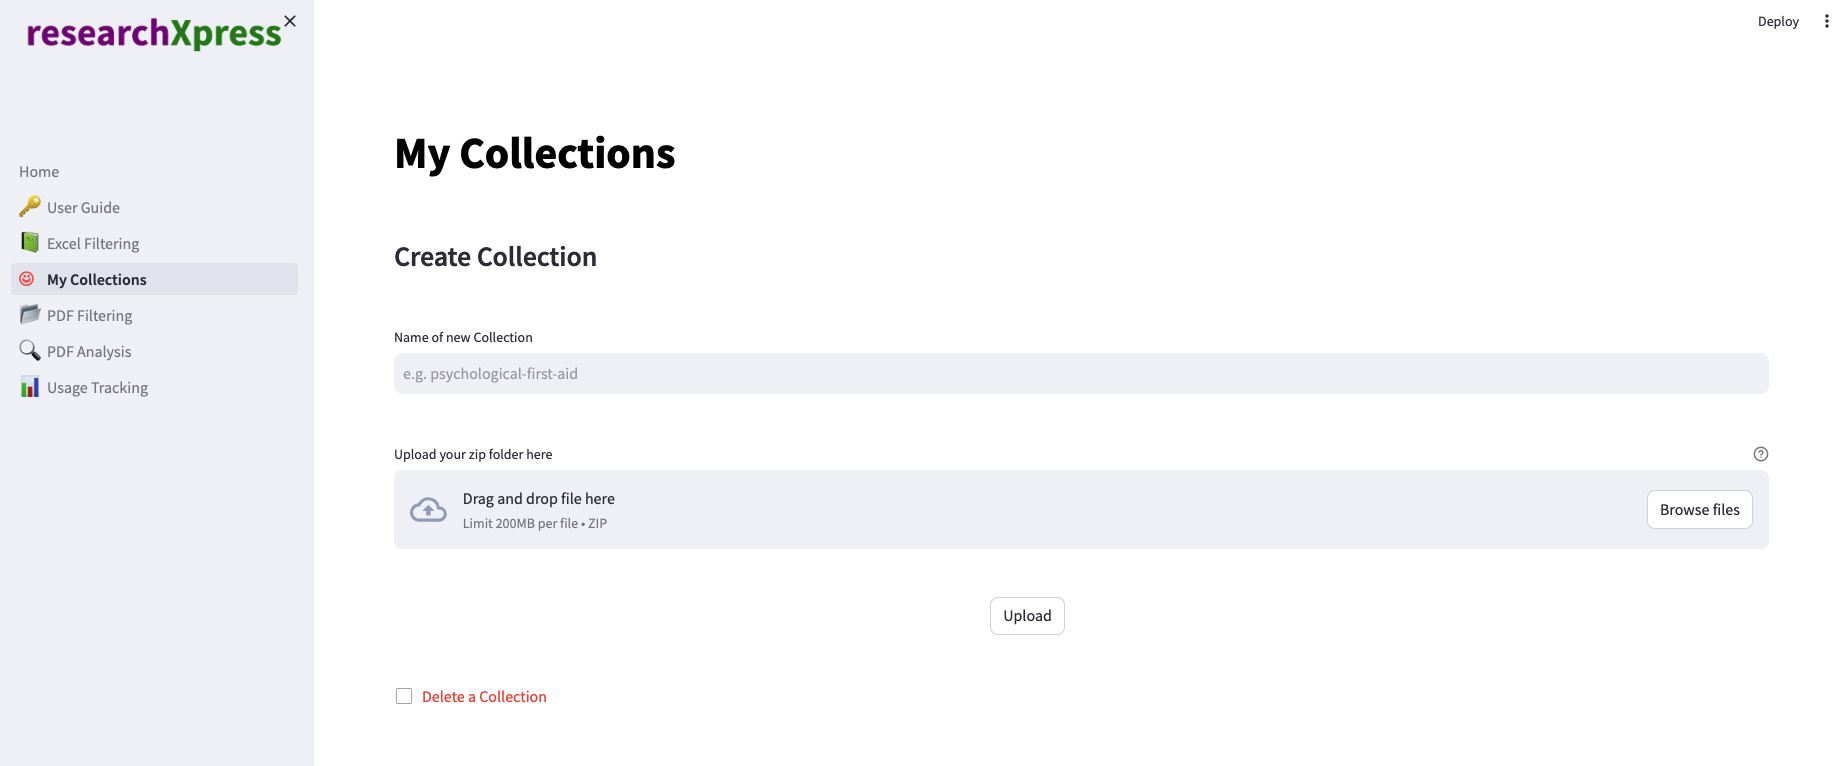 researchXpress
Deploy
Home
User Guide
Excel Filtering
My Collections
PDF Filtering
PDF Analysis
Usage Tracking
My Collections
Create Collection
Name of new Collection
e.g. psychological-first-aid
Upload your zip folder here
Drag and drop file here
Limit 200MB per file • ZIP
Browse files
Upload
Delete a Collection